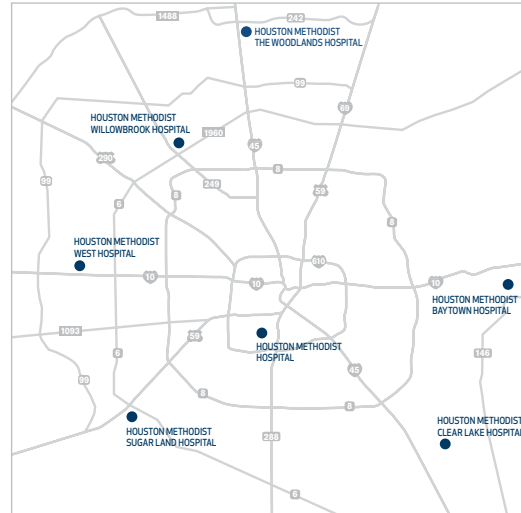 1488
242
HOUSTON METHODIST
THE WOODLANDS HOSPITAL
99
69
HOUSTON METHODIST
WILLOWBROOK HOSPITAL
1960
45
290
8
99
249
59
8
6
8
HOUSTON METHODIST
WEST HOSPITAL
610
10
10
10
HOUSTON METHODIST
BAYTOWN HOSPITAL
1093
59
HOUSTON METHODIST
HOSPITAL
6
146
99
45
8
8
HOUSTON METHODIST
SUGAR LAND HOSPITAL
288
HOUSTON METHODIST
CLEAR LAKE HOSPITAL
6